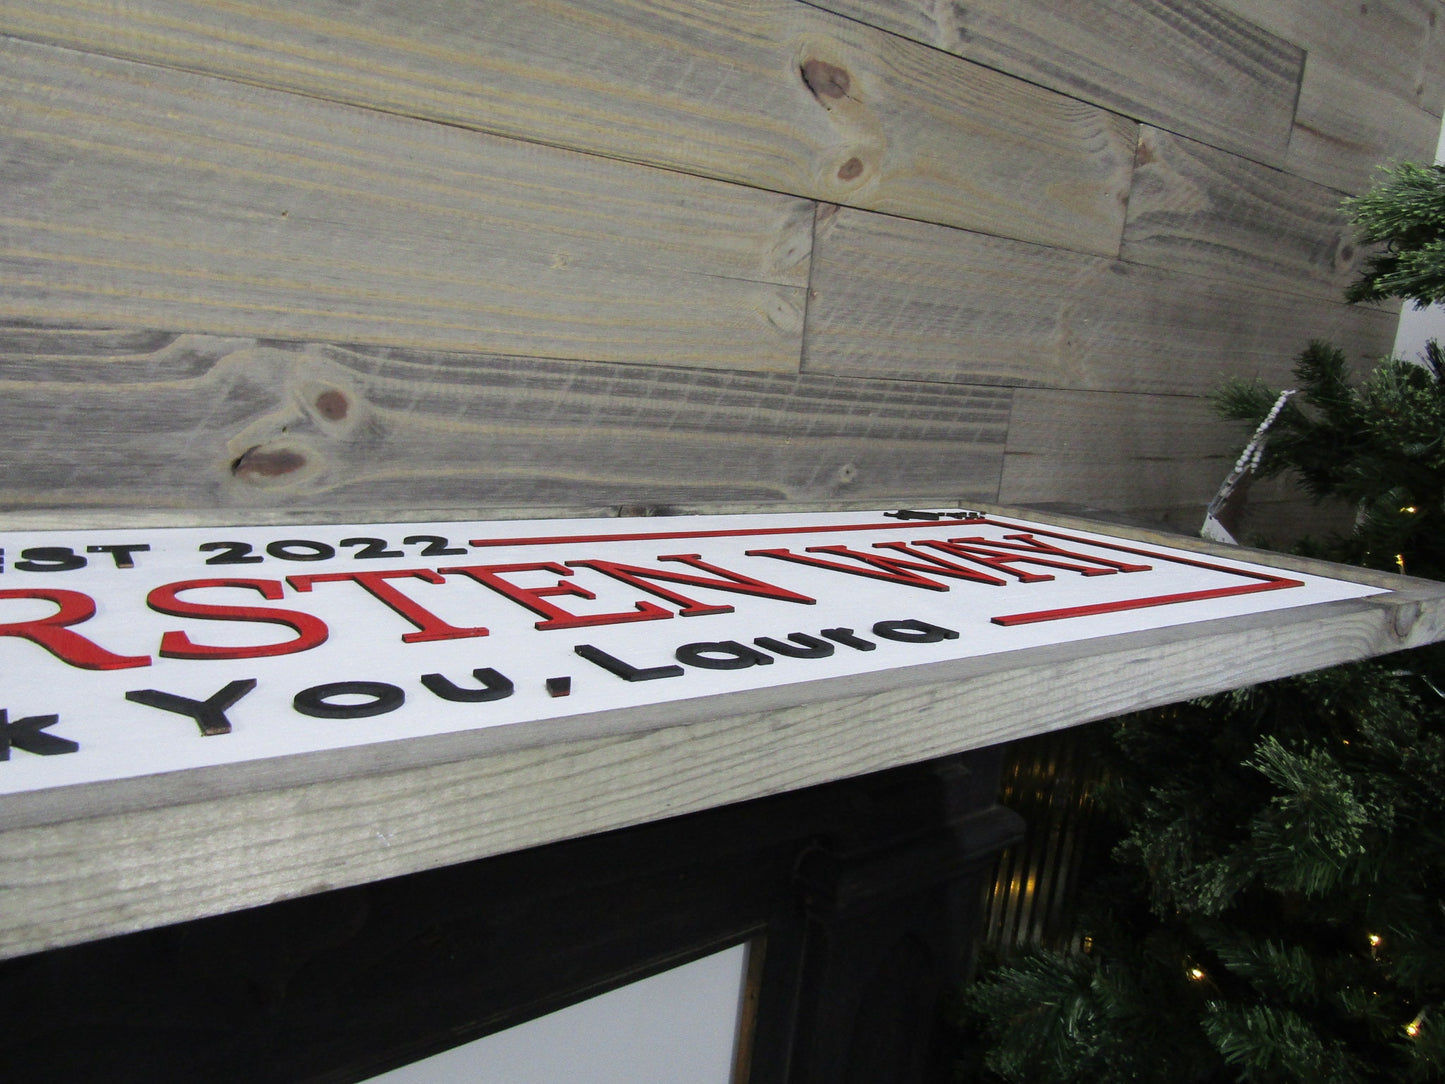 EST 2022
RSTEN WAY
k You, Laura